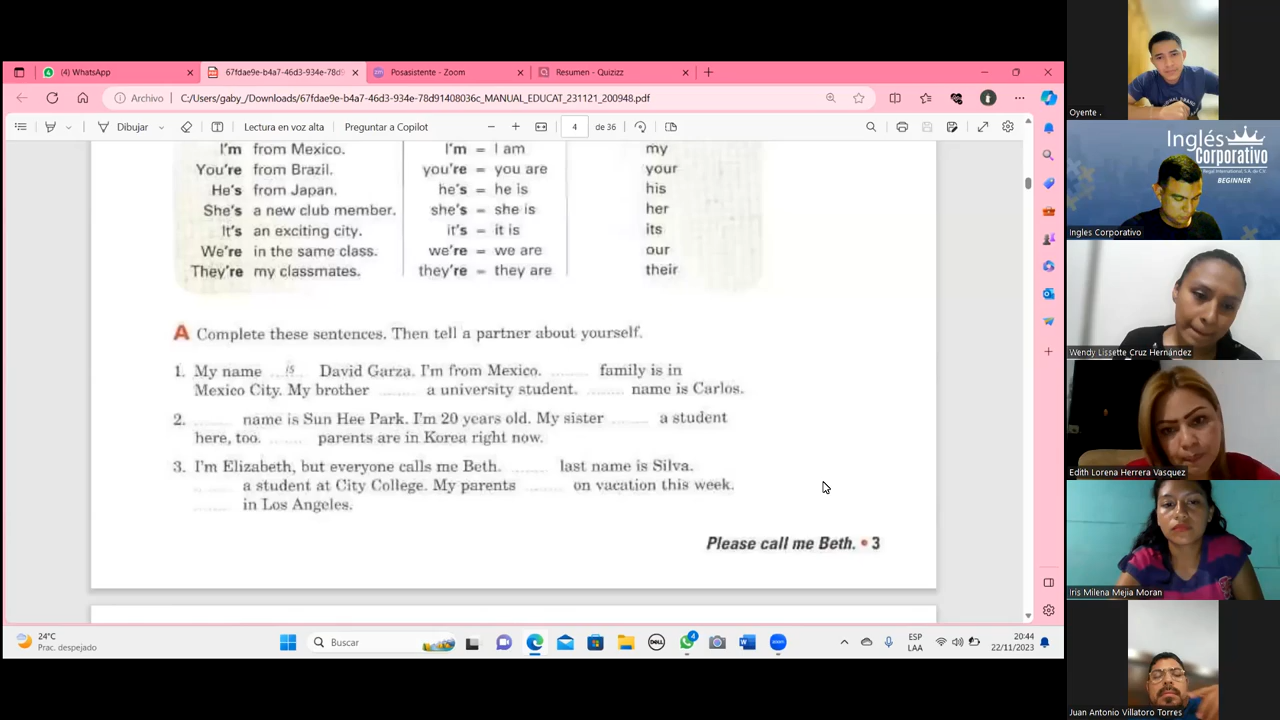 (4) WhatsApp
67fdae9e-b4a7-46d3-934e-78d9
Posasistente - Zoom
Resumen - Quizizz
Archivo
C:/Users/gaby_/Downloads/67fdae9e-b4a7-46d3-934e-78d91408036c_MANUAL_EDUCAT_231121_200948.pdf
Dibujar
Lectura en voz alta
Preguntar a Copilot
4 de 36
I'm from Mexico. I'm = I am my
You're from Brazil. you're = you are your
He's from Japan. he's = he is his
She's a new club member. she's = she is her
It's an exciting city. it's = it is its
We're in the same class. we're = we are our
They're my classmates. they're = they are their
A Complete these sentences. Then tell a partner about yourself.
1. My name is David Garza. I'm from Mexico. ........ family is in
Mexico City. My brother ........ a university student. ........ name is Carlos.
2. ........ name is Sun Hee Park. I'm 20 years old. My sister ........ a student
here, too. ........ parents are in Korea right now.
3. I'm Elizabeth, but everyone calls me Beth. ........ last name is Silva.
........ a student at City College. My parents ........ on vacation this week.
........ in Los Angeles.
Please call me Beth. • 3
24°C
Prac. despejado
Buscar
DELL
4
zoom
ESP
LAA
20:44
22/11/2023
Oyente .
Inglés
Corporativo
Regal International, S.A. de C.V.
BEGINNER
Ingles Corporativo
Wendy Lissette Cruz Hernández
Edith Lorena Herrera Vasquez
Iris Milena Mejia Moran
Juan Antonio Villatoro Torres